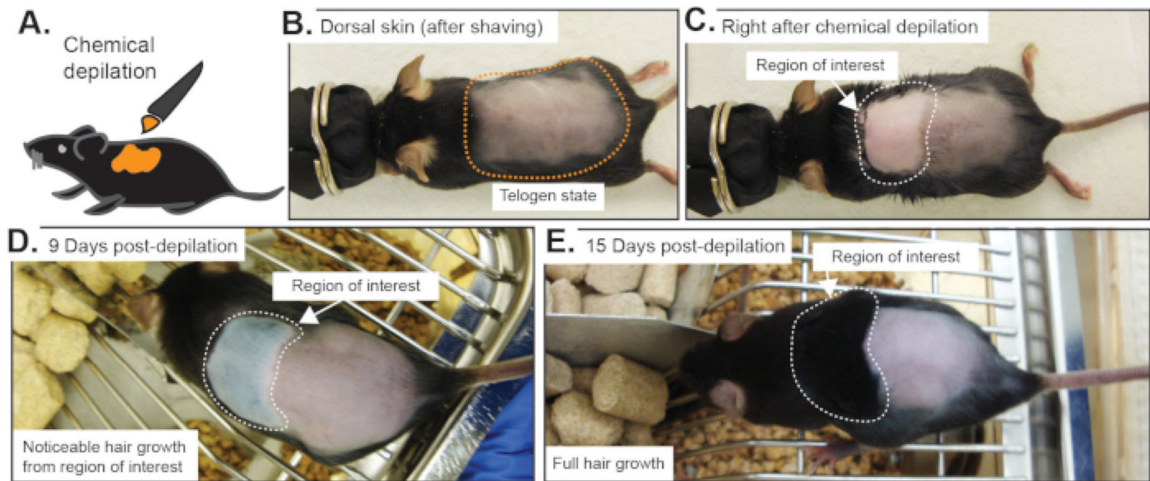 A.
Chemical
depilation
B. Dorsal skin (after shaving)
Telogen state
C. Right after chemical depilation
Region of interest
D. 9 Days post-depilation
Region of interest
Noticeable hair growth
from region of interest
E. 15 Days post-depilation
Region of interest
Full hair growth